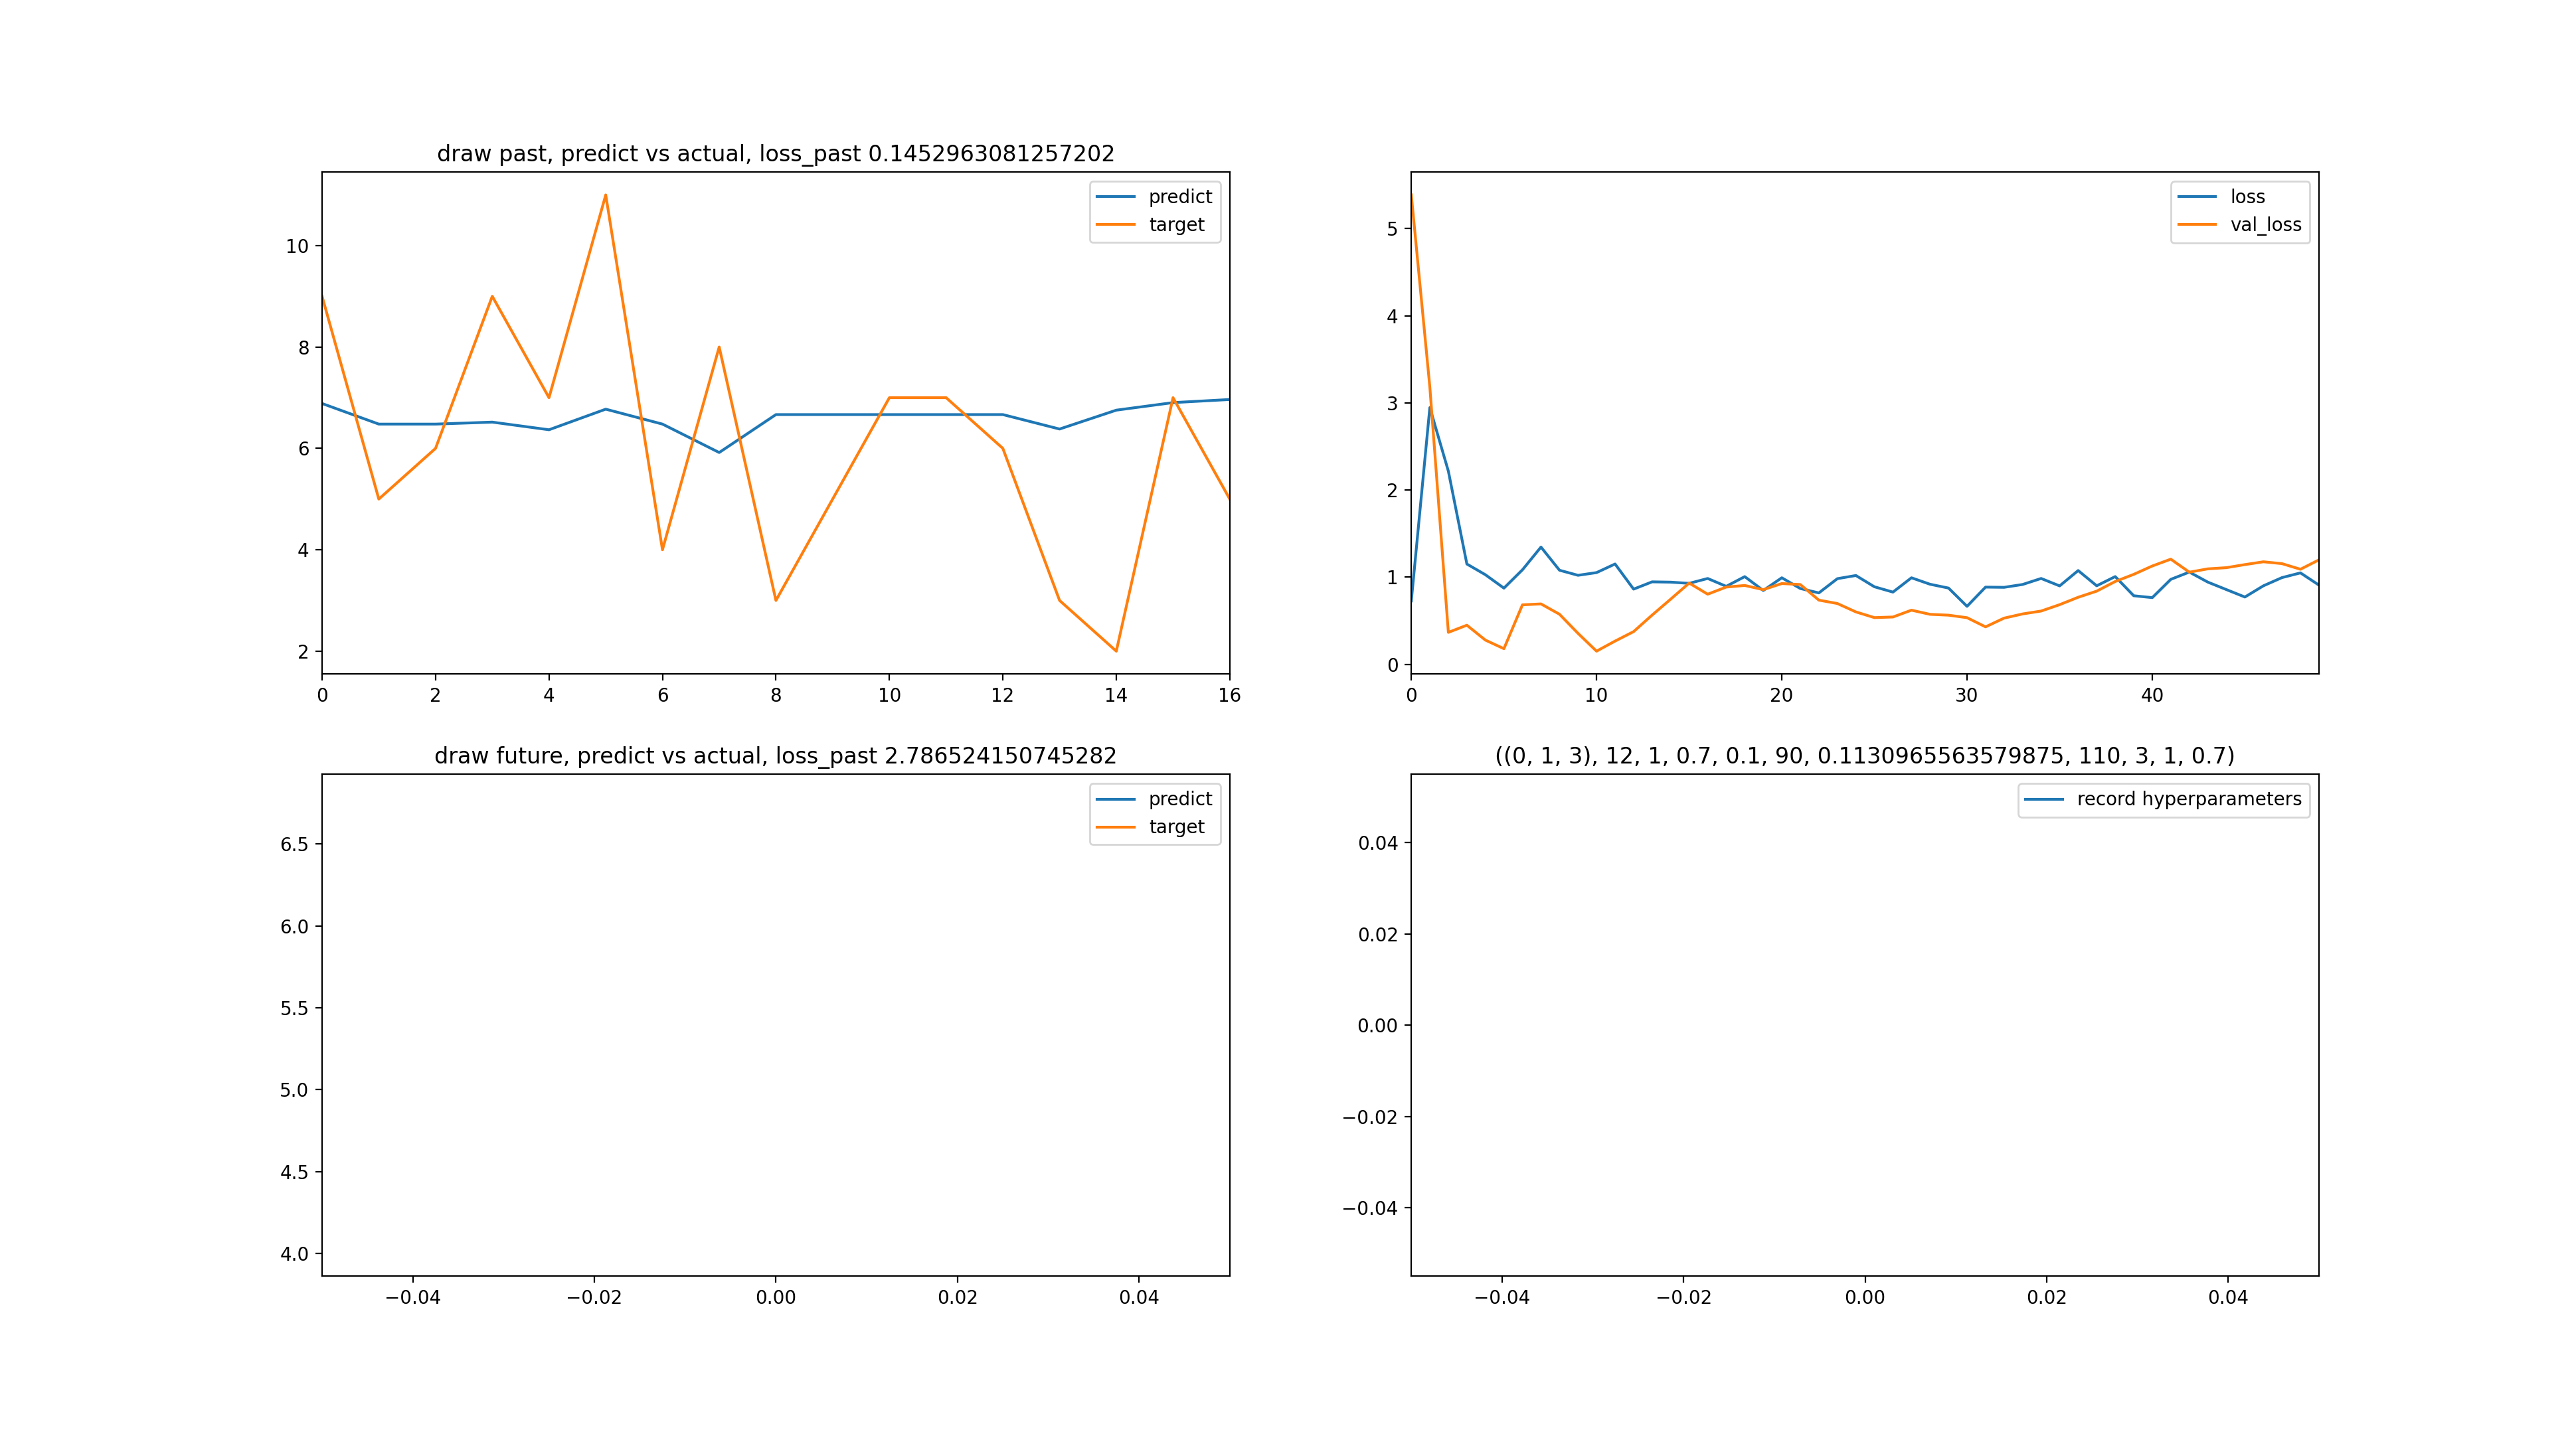 draw past, predict vs actual, loss_past 0.1452963081257202
predict
target
10
8
6
4
2
0 2 4 6 8 10 12 14 16
loss
val_loss
5
4
3
2
1
0
0 10 20 30 40
draw future, predict vs actual, loss_past 2.786524150745282
predict
target
6.5
6.0
5.5
5.0
4.5
4.0
−0.04 −0.02 0.00 0.02 0.04
((0, 1, 3), 12, 1, 0.7, 0.1, 90, 0.1130965563579875, 110, 3, 1, 0.7)
record hyperparameters
0.04
0.02
0.00
−0.02
−0.04
−0.04 −0.02 0.00 0.02 0.04